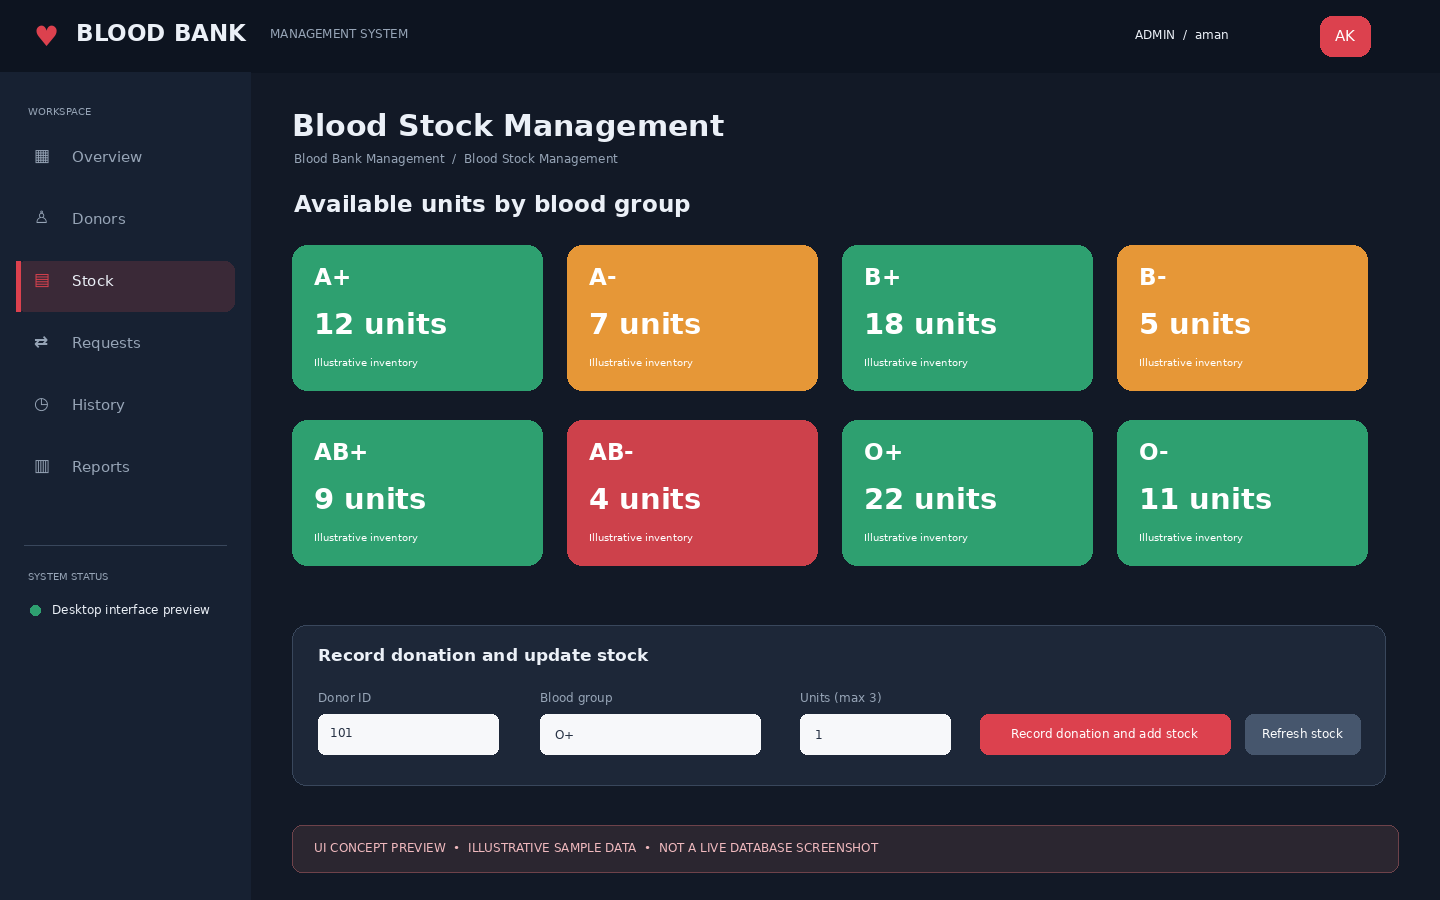 BLOOD BANK MANAGEMENT SYSTEM
ADMIN / aman
AK
WORKSPACE
Overview
Donors
Stock
Requests
History
Reports
SYSTEM STATUS
Desktop interface preview
Blood Stock Management
Blood Bank Management / Blood Stock Management
Available units by blood group
A+
12 units
Illustrative inventory
A-
7 units
Illustrative inventory
B+
18 units
Illustrative inventory
B-
5 units
Illustrative inventory
AB+
9 units
Illustrative inventory
AB-
4 units
Illustrative inventory
O+
22 units
Illustrative inventory
O-
11 units
Illustrative inventory
Record donation and update stock
Donor ID
101
Blood group
O+
Units (max 3)
1
Record donation and add stock
Refresh stock
UI CONCEPT PREVIEW • ILLUSTRATIVE SAMPLE DATA • NOT A LIVE DATABASE SCREENSHOT